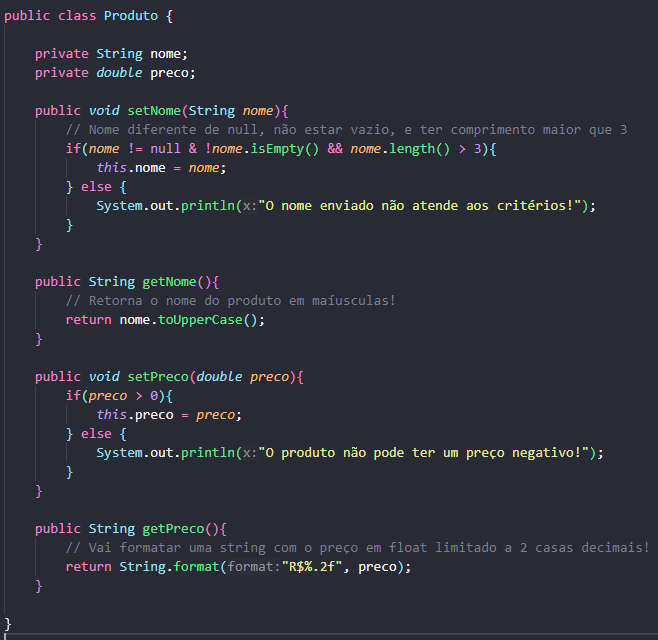 public class Produto {
private String nome;
private double preco;
public void setNome(String nome){
// Nome diferente de null, não estar vazio, e ter comprimento maior que 3
if(nome != null & !nome.isEmpty() && nome.length() > 3){
this.nome = nome;
} else {
System.out.println(x:"O nome enviado não atende aos critérios!");
}
}
public String getNome(){
// Retorna o nome do produto em maíusculas!
return nome.toUpperCase();
}
public void setPreco(double preco){
if(preco > 0){
this.preco = preco;
} else {
System.out.println(x:"O produto não pode ter um preço negativo!");
}
}
public String getPreco(){
// Vai formatar uma string com o preço em float limitado a 2 casas decimais!
return String.format(format:"R$%.2f", preco);
}
}